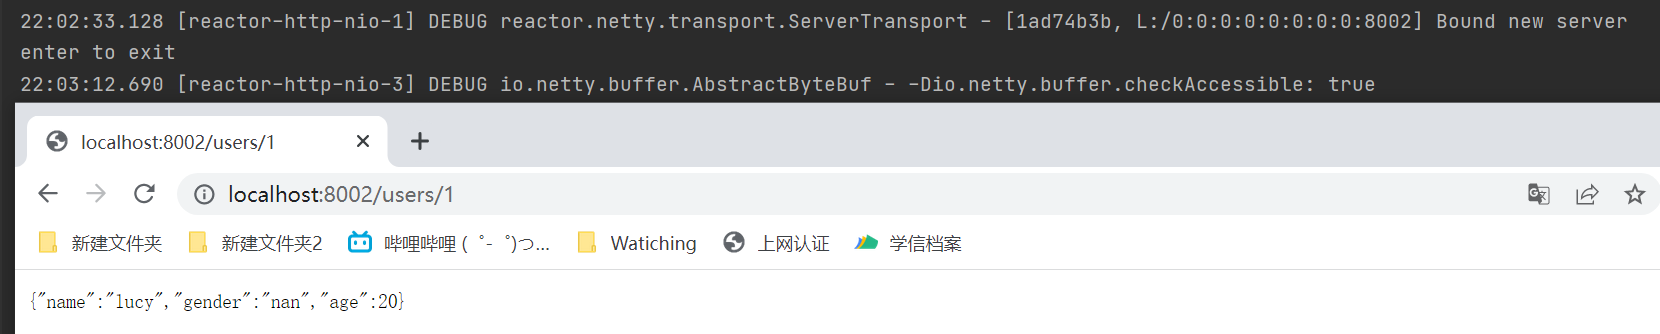 22:02:33.128 [reactor-http-nio-1] DEBUG reactor.netty.transport.ServerTransport - [1ad74b3b, L:/0:0:0:0:0:0:0:0:8002] Bound new server
enter to exit
22:03:12.690 [reactor-http-nio-3] DEBUG io.netty.buffer.AbstractByteBuf - -Dio.netty.buffer.checkAccessible: true
localhost:8002/users/1
localhost:8002/users/1
新建文件夹 新建文件夹2 哔哩哔哩 (゜-゜)つ... Watiching 上网认证 学信档案
{"name":"lucy","gender":"nan","age":20}